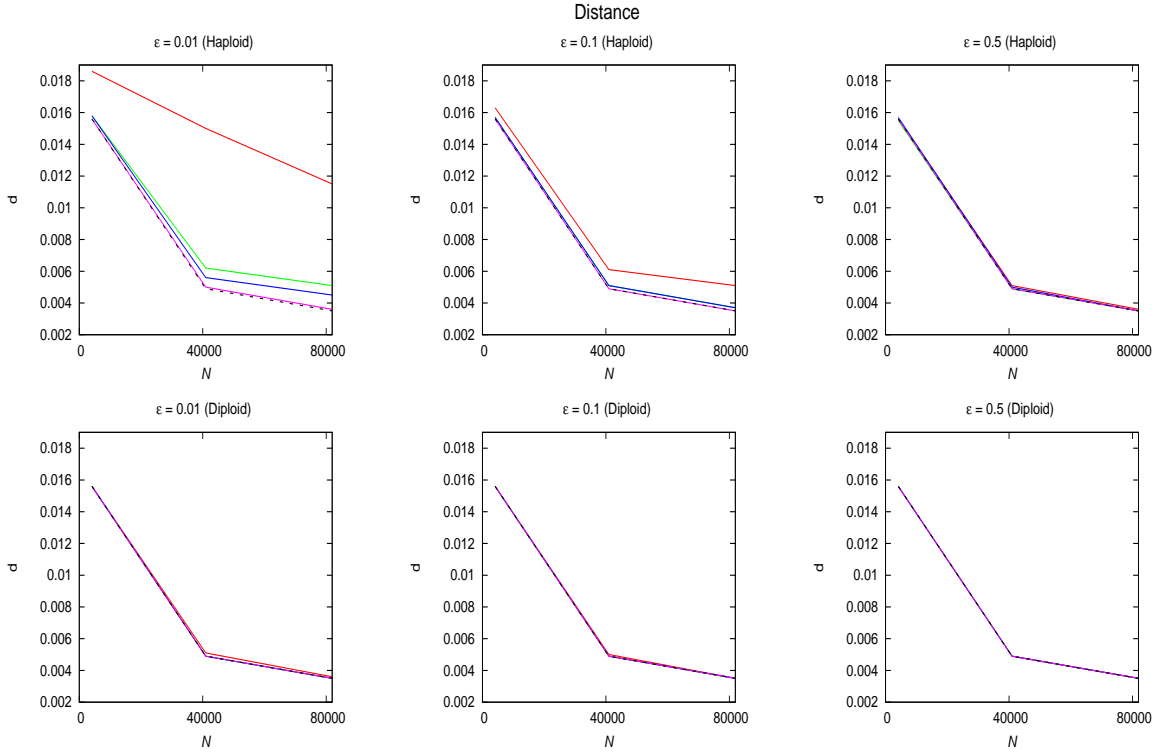 Distance
ε = 0.01 (Haploid)
0.018
0.016
0.014
0.012
0.01
0.008
0.006
0.004
0.002
d
0 40000 80000
N
ε = 0.1 (Haploid)
0.018
0.016
0.014
0.012
0.01
0.008
0.006
0.004
0.002
d
0 40000 80000
N
ε = 0.5 (Haploid)
0.018
0.016
0.014
0.012
0.01
0.008
0.006
0.004
0.002
d
0 40000 80000
N
ε = 0.01 (Diploid)
0.018
0.016
0.014
0.012
0.01
0.008
0.006
0.004
0.002
d
0 40000 80000
N
ε = 0.1 (Diploid)
0.018
0.016
0.014
0.012
0.01
0.008
0.006
0.004
0.002
d
0 40000 80000
N
ε = 0.5 (Diploid)
0.018
0.016
0.014
0.012
0.01
0.008
0.006
0.004
0.002
d
0 40000 80000
N